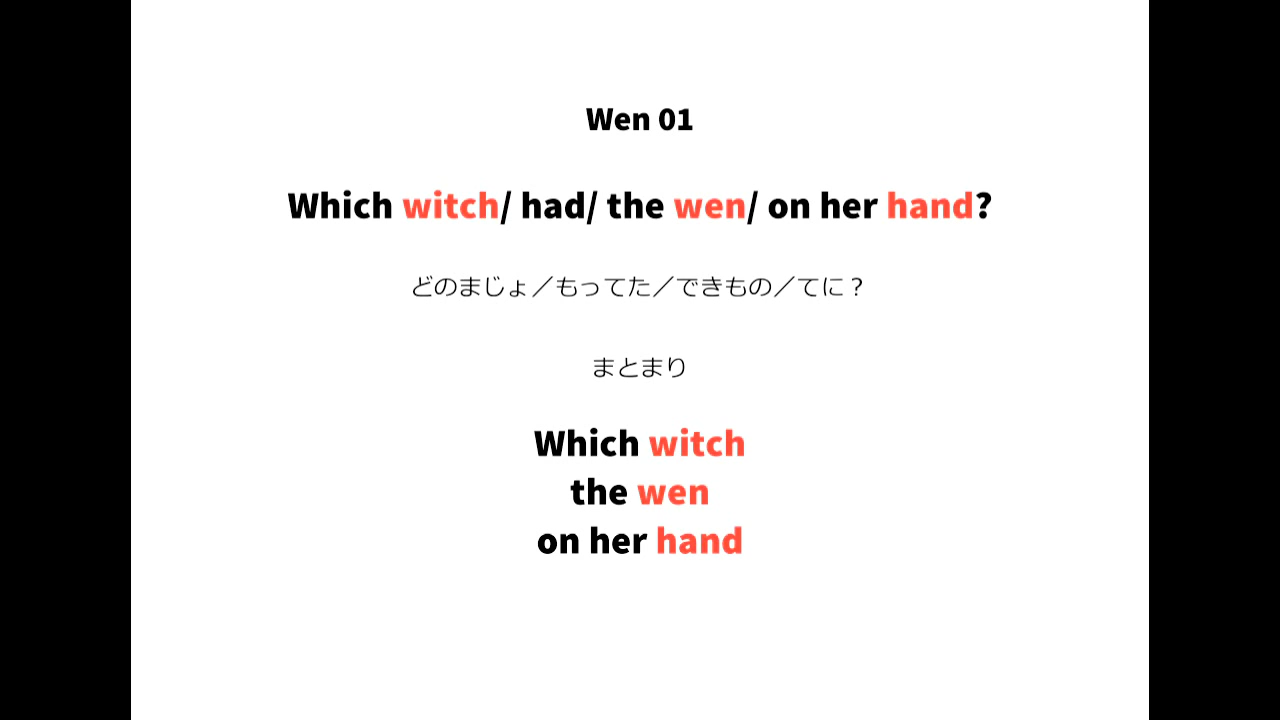 Wen 01
Which witch/ had/ the wen/ on her hand?
どのまじょ／もってた／できもの／てに？
まとまり
Which witch
the wen
on her hand